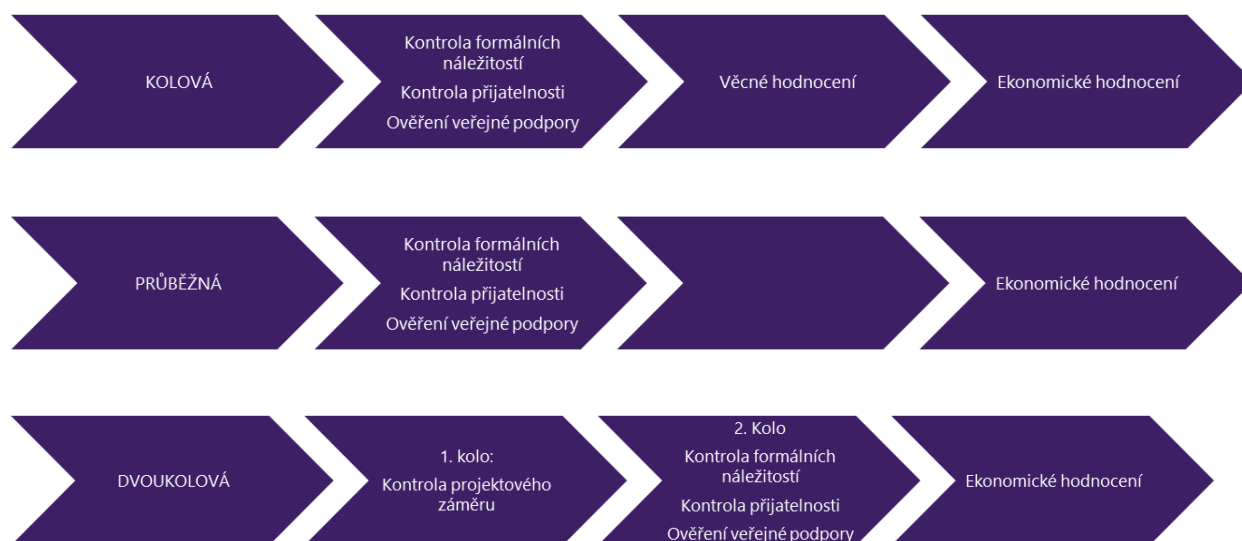 KOLOVÁ
Kontrola formálních
náležitostí
Kontrola přijatelnosti
Ověření veřejné podpory
Věcné hodnocení
Ekonomické hodnocení
PRŮBĚŽNÁ
Kontrola formálních
náležitostí
Kontrola přijatelnosti
Ověření veřejné podpory
Ekonomické hodnocení
DVOUKOLOVÁ
1. kolo:
Kontrola projektového
záměru
2. Kolo
Kontrola formálních
náležitostí
Kontrola přijatelnosti
Ověření veřejné podpory
Ekonomické hodnocení